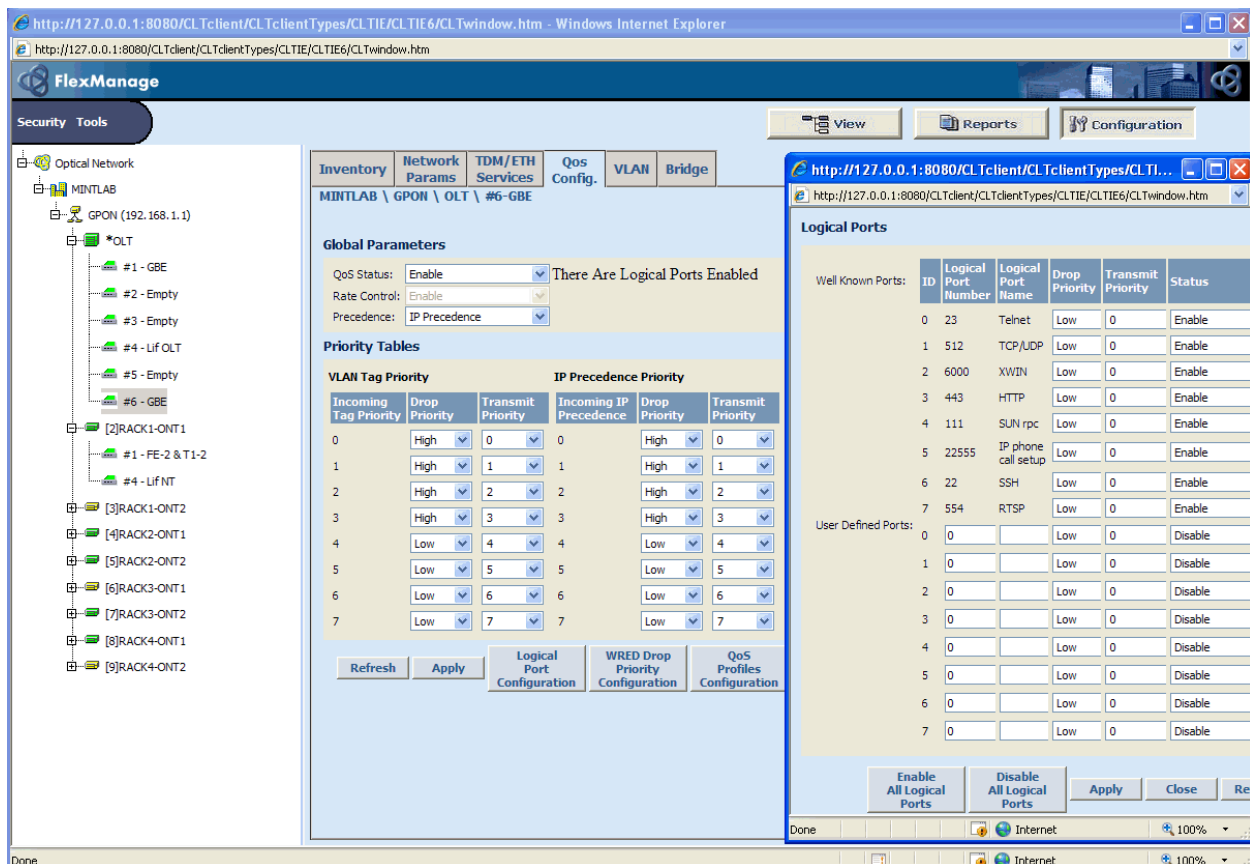 http://127.0.0.1:8080/CLTclient/CLTclientTypes/CLTIE/CLTIE6/CLTwindow.htm - Windows Internet Explorer
http://127.0.0.1:8080/CLTclient/CLTclientTypes/CLTIE/CLTIE6/CLTwindow.htm
FlexManage
Security Tools
View Reports Configuration
Optical Network
MINTLAB
GPON (192.168.1.1)
*OLT
#1 - GBE
#2 - Empty
#3 - Empty
#4 - Lif OLT
#5 - Empty
#6 - GBE
[2]RACK1-ONT1
#1 - FE-2 & T1-2
#4 - Lif NT
[3]RACK1-ONT2
[4]RACK2-ONT1
[5]RACK2-ONT2
[6]RACK3-ONT1
[7]RACK3-ONT2
[8]RACK4-ONT1
[9]RACK4-ONT2
Inventory Network Params TDM/ETH Services Qos Config. VLAN Bridge
MINTLAB \ GPON \ OLT \ #6-GBE
Global Parameters
QoS Status: Enable There Are Logical Ports Enabled
Rate Control: Enable
Precedence: IP Precedence
Priority Tables
VLAN Tag Priority IP Precedence Priority
Incoming Tag Priority Drop Priority Transmit Priority Incoming IP Precedence Drop Priority Transmit Priority
0 High 0 0 High 0
1 High 1 1 High 1
2 High 2 2 High 2
3 High 3 3 High 3
4 Low 4 4 Low 4
5 Low 5 5 Low 5
6 Low 6 6 Low 6
7 Low 7 7 Low 7
Refresh Apply Logical Port Configuration WRED Drop Priority Configuration QoS Profiles Configuration
http://127.0.0.1:8080/CLTclient/CLTclientTypes/CLTI...
http://127.0.0.1:8080/CLTclient/CLTclientTypes/CLTIE/CLTIE6/CLTwindow.htm
Logical Ports
Well Known Ports: ID Logical Port Number Logical Port Name Drop Priority Transmit Priority Status
0 23 Telnet Low 0 Enable
1 512 TCP/UDP Low 0 Enable
2 6000 XWIN Low 0 Enable
3 443 HTTP Low 0 Enable
4 111 SUN rpc Low 0 Enable
5 22555 IP phone call setup Low 0 Enable
6 22 SSH Low 0 Enable
7 554 RTSP Low 0 Enable
User Defined Ports:
0 0 Low 0 Disable
1 0 Low 0 Disable
2 0 Low 0 Disable
3 0 Low 0 Disable
4 0 Low 0 Disable
5 0 Low 0 Disable
6 0 Low 0 Disable
7 0 Low 0 Disable
Enable All Logical Ports Disable All Logical Ports Apply Close Re
Done Internet 100%
Done Internet 100%